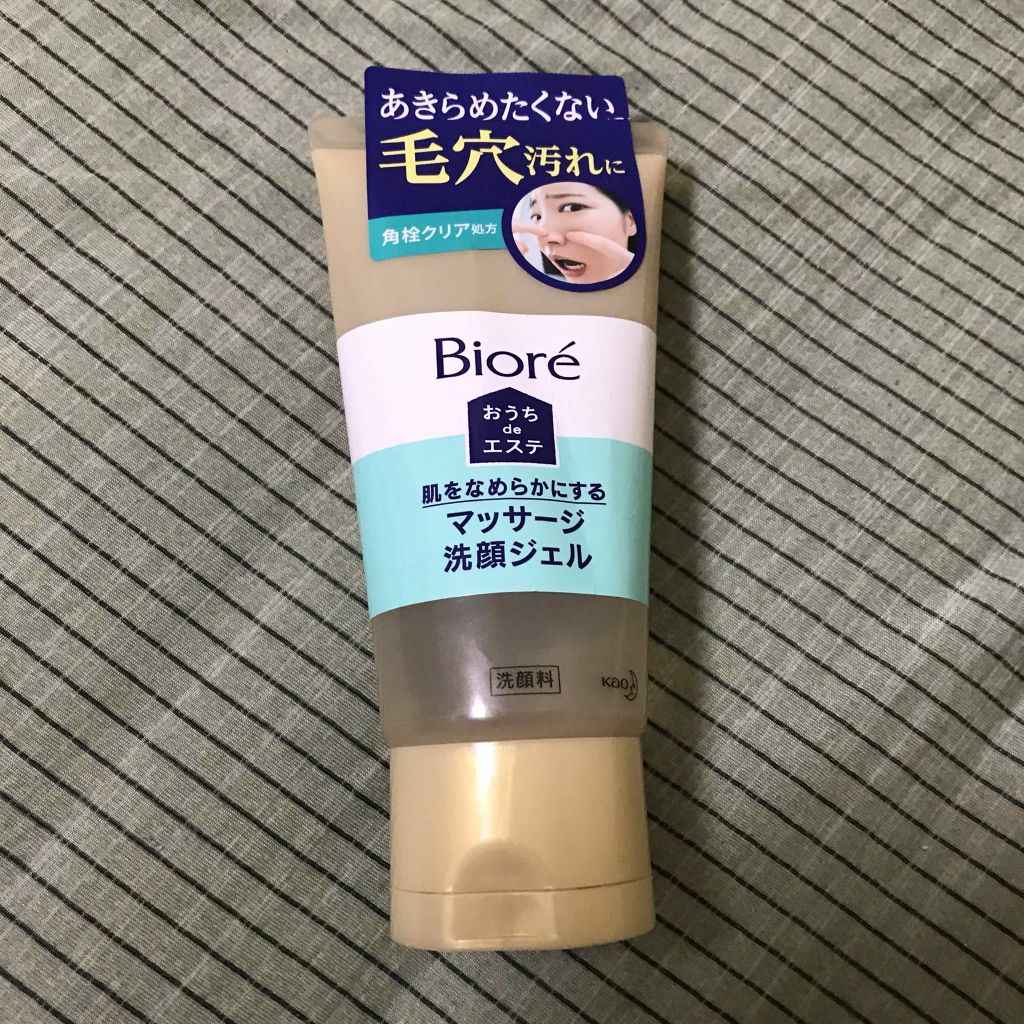 あきらめたくない
毛穴汚れに
角栓クリア処方
Bioré
おうち
de
エステ
肌をなめらかにする
マッサージ
洗顔ジェル
洗顔料
Kao